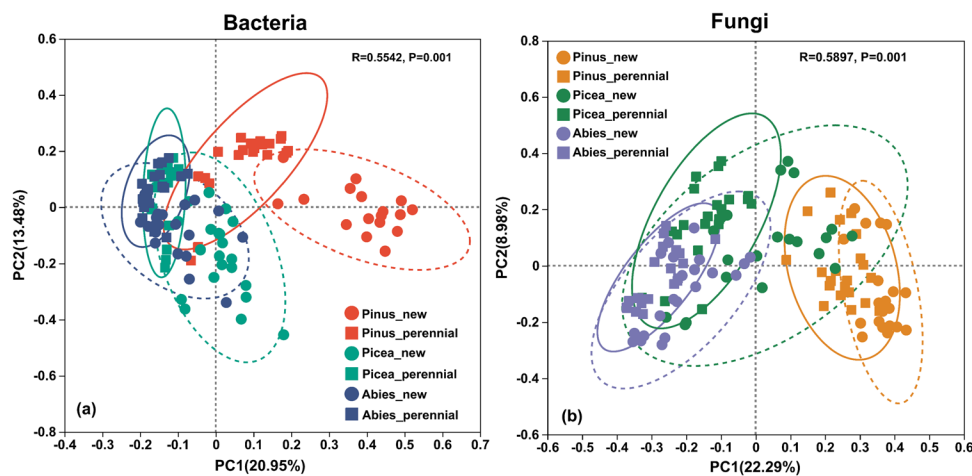 Bacteria
R=0.5542, P=0.001
PC2(13.48%)
0.6
0.4
0.2
0
-0.2
-0.4
-0.6
-0.8
Pinus_new
Pinus_perennial
Picea_new
Picea_perennial
Abies_new
Abies_perennial
(a)
-0.4
-0.3
-0.2
-0.1
0
0.1
0.2
0.3
0.4
0.5
0.6
0.7
PC1(20.95%)
Fungi
R=0.5897, P=0.001
Pinus_new
Pinus_perennial
Picea_new
Picea_perennial
Abies_new
Abies_perennial
PC2(8.98%)
0.8
0.6
0.4
0.2
0
-0.2
-0.4
-0.6
(b)
-0.6
-0.5
-0.4
-0.3
-0.2
-0.1
0
0.1
0.2
0.3
0.4
0.5
0.6
PC1(22.29%)